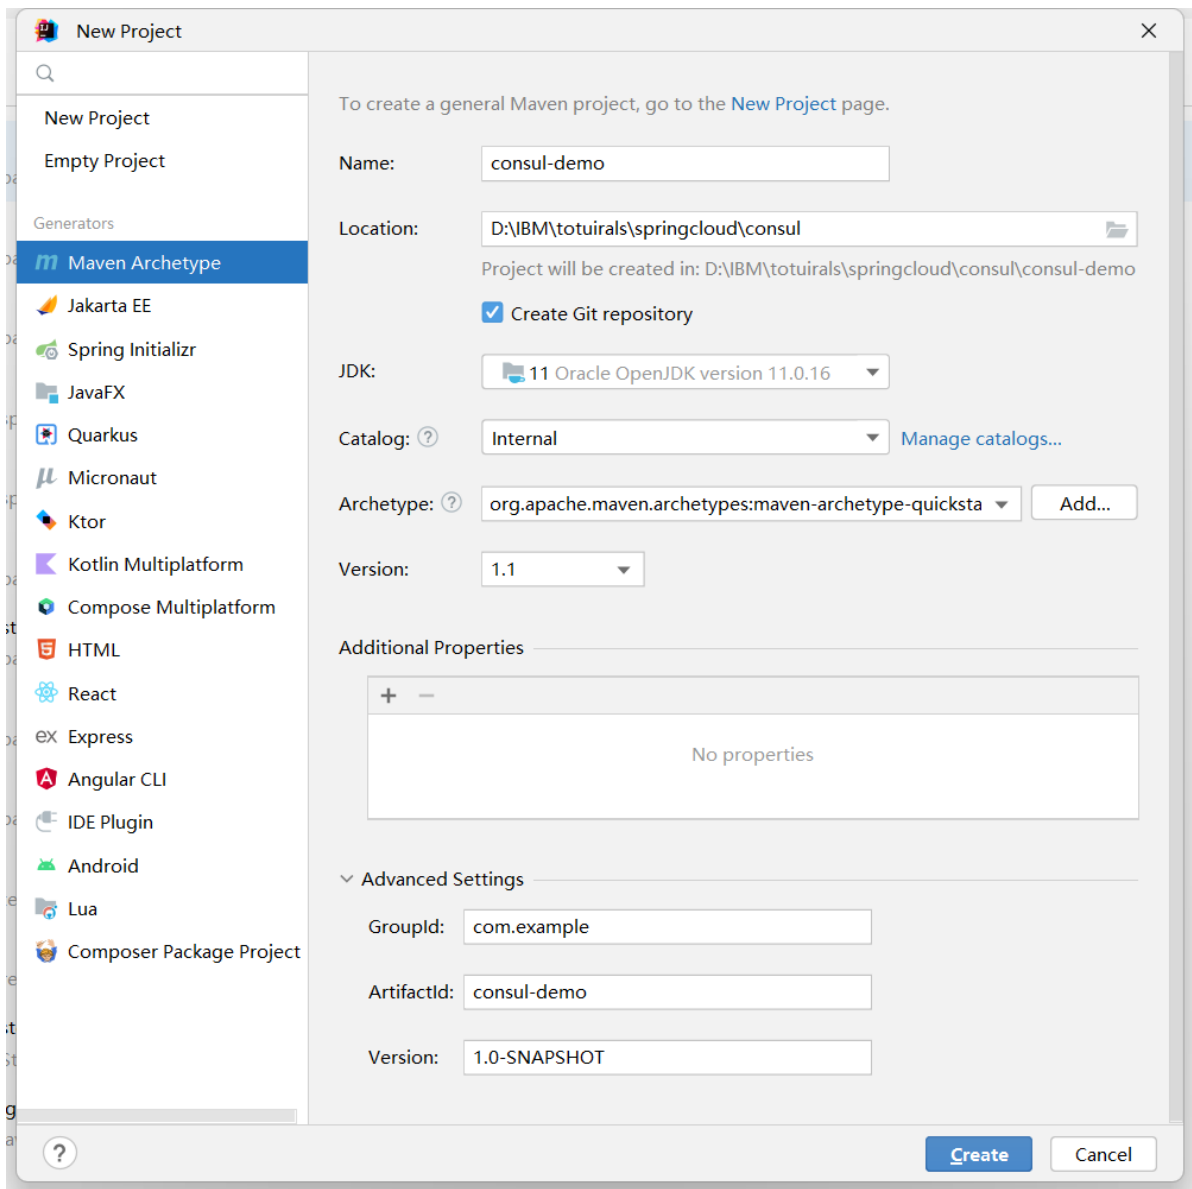 New Project
New Project
Empty Project
Generators
Maven Archetype
Jakarta EE
Spring Initializr
JavaFX
Quarkus
Micronaut
Ktor
Kotlin Multiplatform
Compose Multiplatform
HTML
React
ex Express
Angular CLI
IDE Plugin
Android
Lua
Composer Package Project
To create a general Maven project, go to the New Project page.
Name: consul-demo
Location: D:\IBM\totuirals\springcloud\consul
Project will be created in: D:\IBM\totuirals\springcloud\consul\consul-demo
Create Git repository
JDK: 11 Oracle OpenJDK version 11.0.16
Catalog: ? Internal Manage catalogs...
Archetype: ? org.apache.maven.archetypes:maven-archetype-quicksta Add...
Version: 1.1
Additional Properties
No properties
Advanced Settings
GroupId: com.example
ArtifactId: consul-demo
Version: 1.0-SNAPSHOT
? Create Cancel